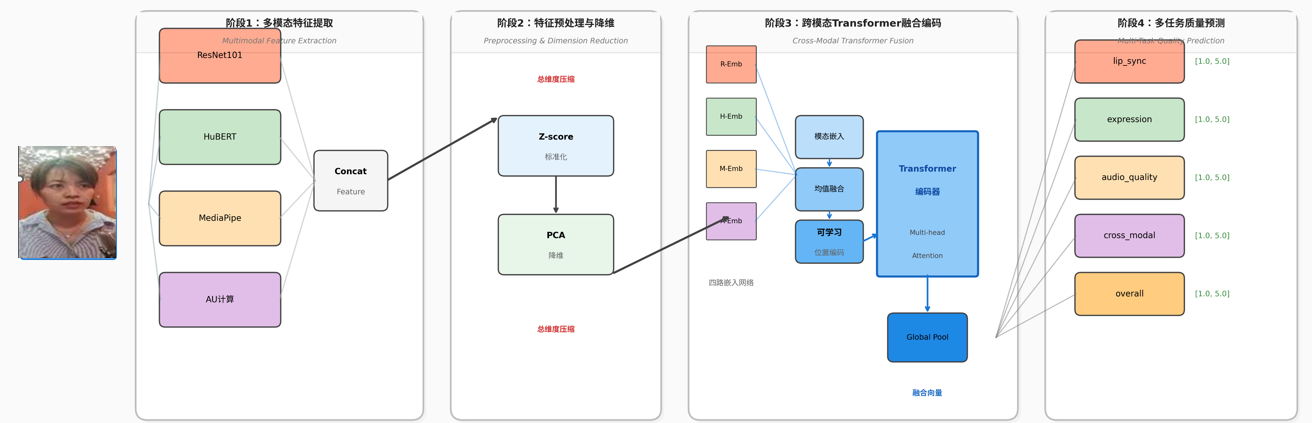 阶段1：多模态特征提取
Multimodal Feature Extraction
ResNet101
HuBERT
MediaPipe
AU计算
Concat
Feature
阶段2：特征预处理与降维
Preprocessing & Dimension Reduction
总维度压缩
Z-score
标准化
PCA
降维
总维度压缩
阶段3：跨模态Transformer融合编码
Cross-Modal Transformer Fusion
R-Emb
H-Emb
M-Emb
四路嵌入网络
模态嵌入
均值融合
可学习
位置编码
Transformer
编码器
Multi-head
Attention
Global Pool
融合向量
阶段4：多任务质量预测
Multi-Task Quality Prediction
lip_sync [1.0, 5.0]
expression [1.0, 5.0]
audio_quality [1.0, 5.0]
cross_modal [1.0, 5.0]
overall [1.0, 5.0]